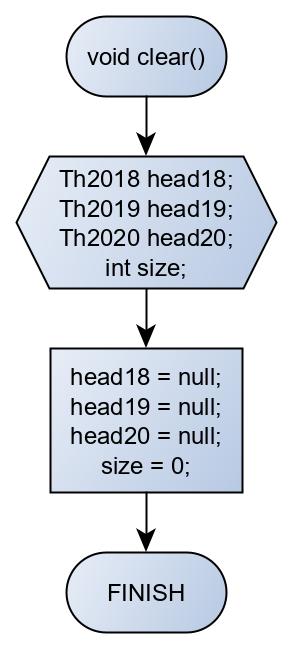 void clear()
Th2018 head18;
Th2019 head19;
Th2020 head20;
int size;
head18 = null;
head19 = null;
head20 = null;
size = 0;
FINISH